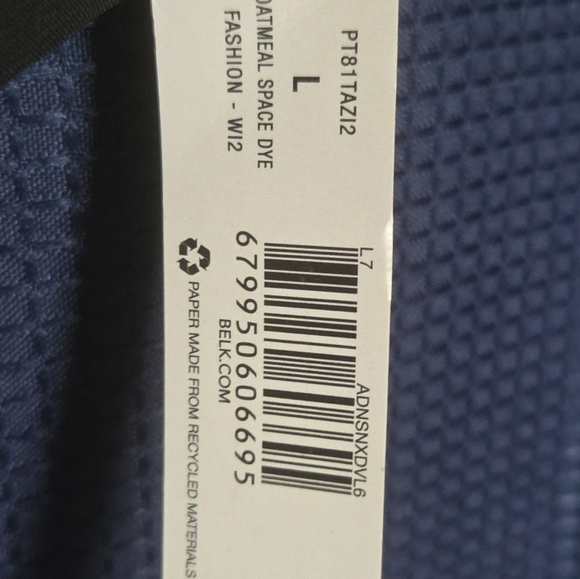 PT81TAZI2
L
OATMEAL SPACE DYE
FASHION - WI2
L7
ADNSNXDVL6
679950606695
BELK.COM
PAPER MADE FROM RECYCLED MATERIALS